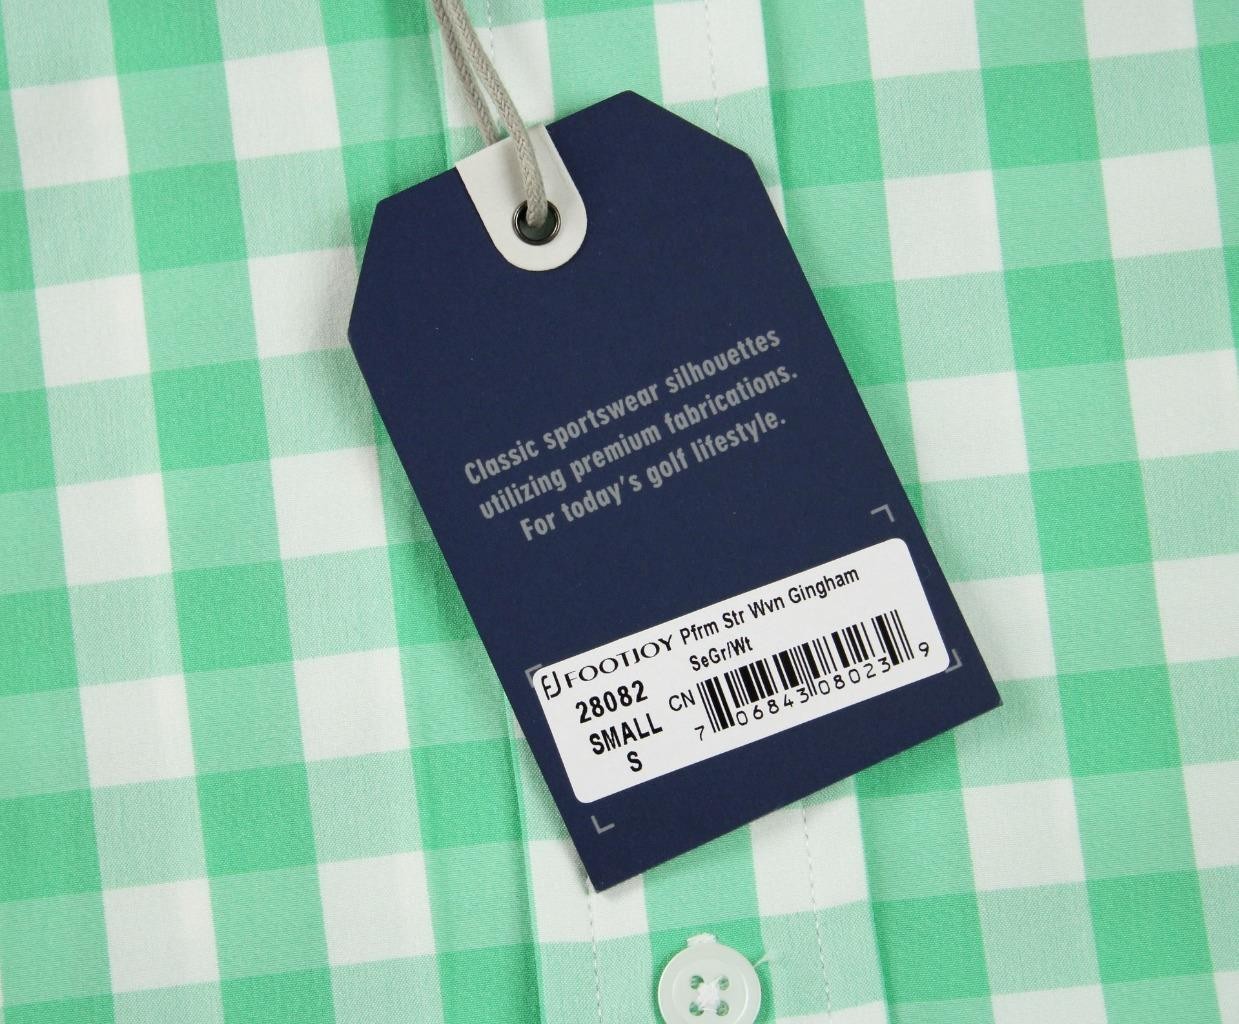 Classic sportswear silhouettes
utilizing premium fabrications.
For today's golf lifestyle.
FJ FOOTJOY Pfrm Str Wvn Gingham
SeGr/Wt
28082
SMALL
S
CN
7 06843 08023 9